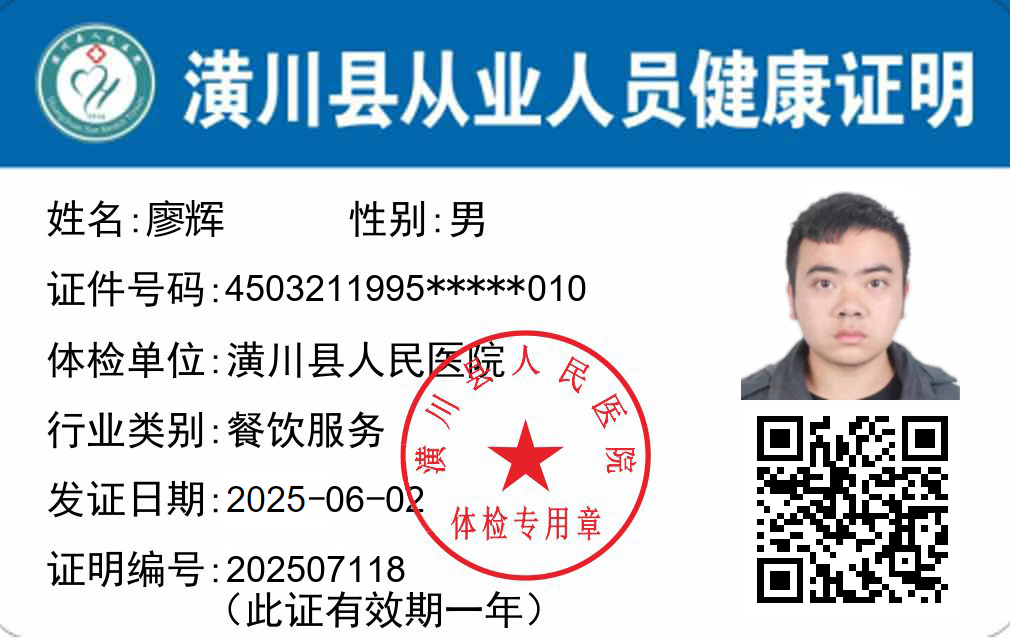 潢川县从业人员健康证明
姓名:廖辉 性别:男
证件号码:4503211995*****010
体检单位:潢川县人民医院
行业类别:餐饮服务
发证日期:2025-06-02
证明编号:202507118
（此证有效期一年）
潢川县人民医院
体检专用章